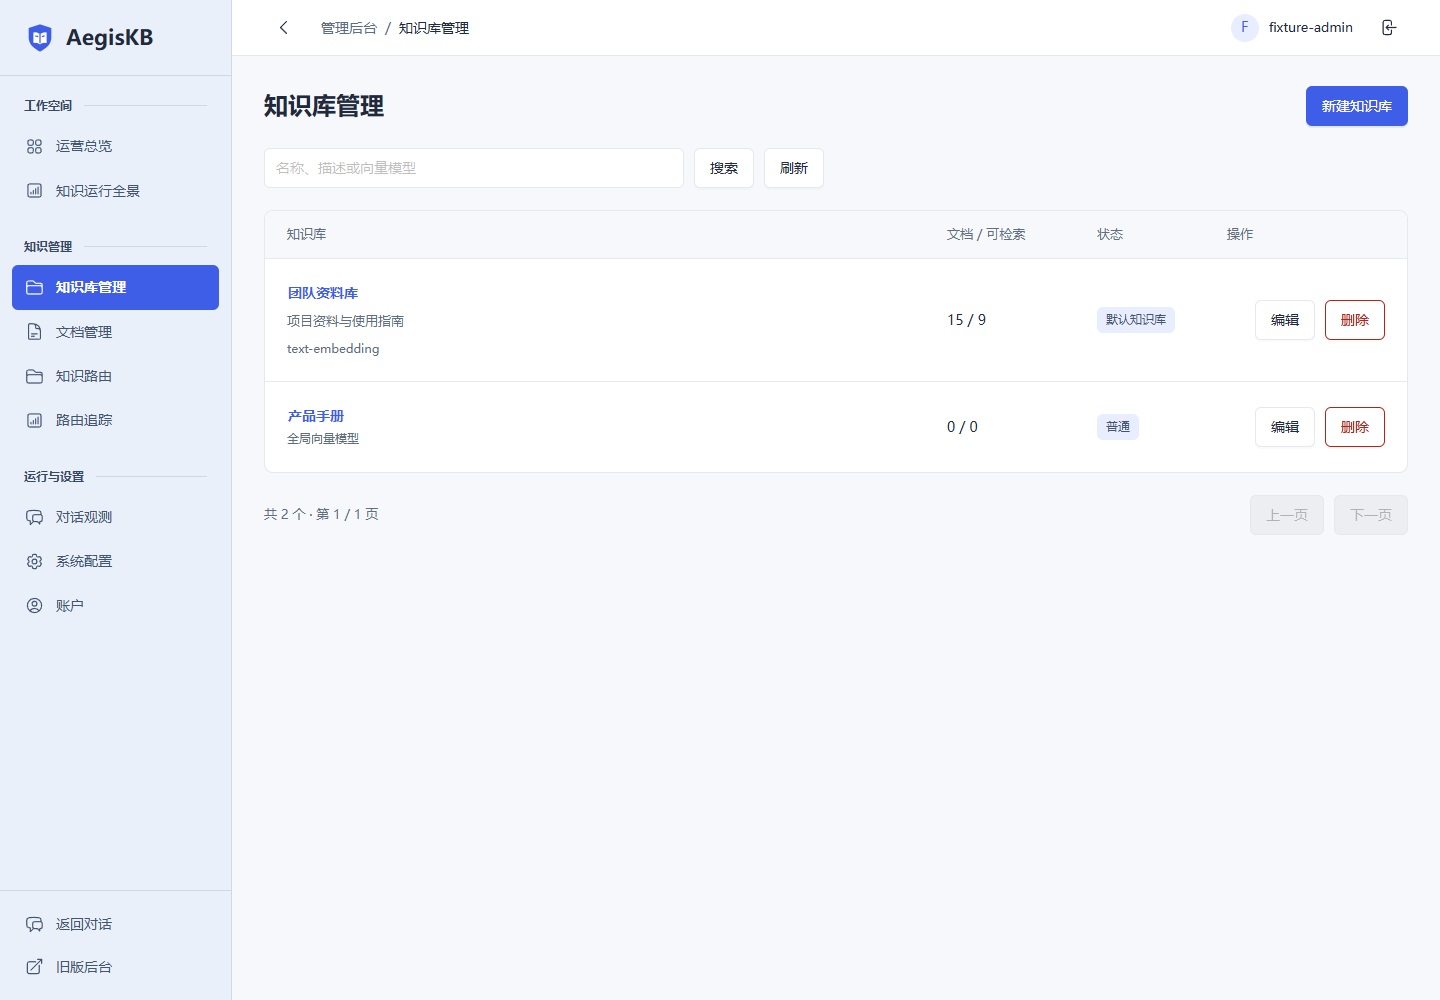 AegisKB
管理后台 / 知识库管理
F fixture-admin
工作空间
运营总览
知识运行全景
知识管理
知识库管理
文档管理
知识路由
路由追踪
运行与设置
对话观测
系统配置
账户
返回对话
旧版后台
知识库管理
新建知识库
名称、描述或向量模型 搜索 刷新
知识库 文档 / 可检索 状态 操作
团队资料库
项目资料与使用指南
text-embedding
15 / 9 默认知识库 编辑 删除
产品手册
全局向量模型
0 / 0 普通 编辑 删除
共 2 个 · 第 1 / 1 页 上一页 下一页